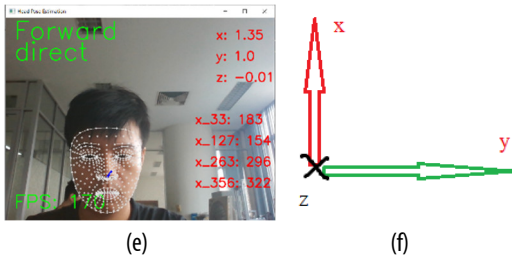 Head Pose Estimation
Forward
direct
x: 1.35
y: 1.0
z: -0.01
x_33: 183
x_127: 154
x_263: 296
x_356: 322
FPS: 170
x
y
z
(e)
(f)